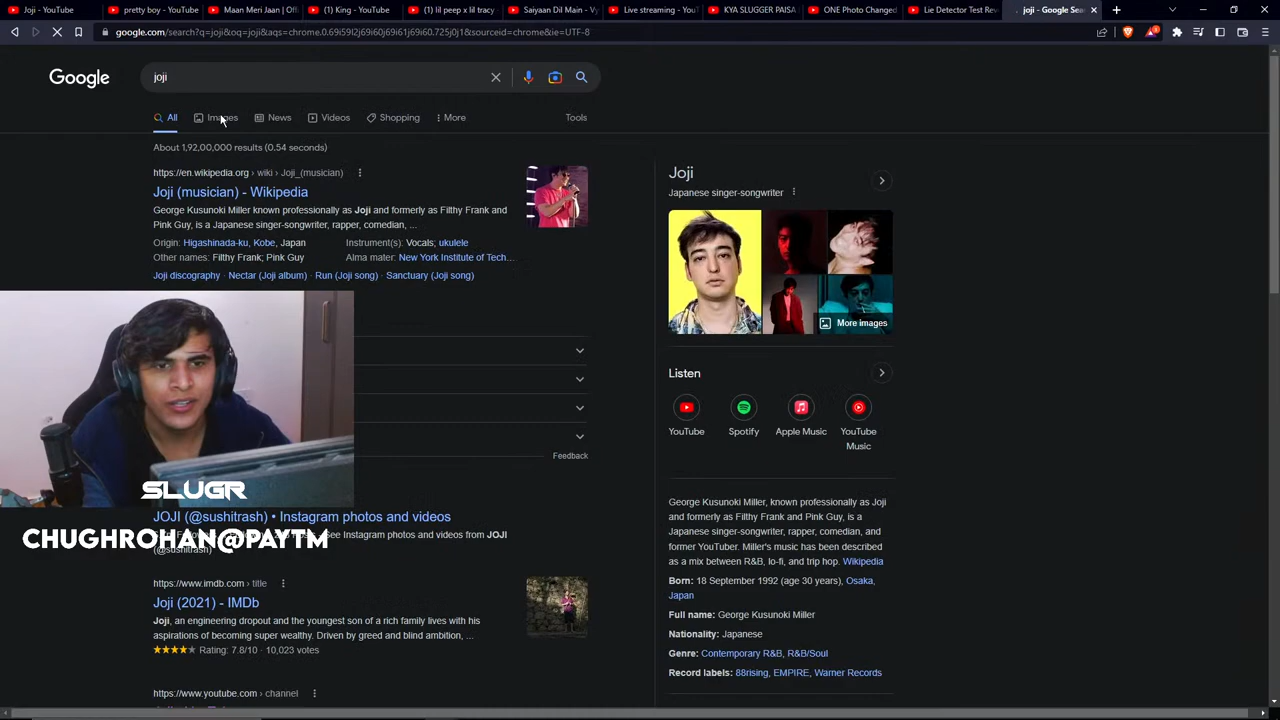 Joji - YouTube
pretty boy - YouTube
Maan Meri Jaan | Offi
(1) King - YouTube
(1) lil peep x lil tracy
Saiyaan Dil Main - Vy
Live streaming - YouT
KYA SLUGGER PAISA
ONE Photo Changed
Lie Detector Test Rev
joji - Google Sea
google.com/search?q=joji&oq=joji&aqs=chrome.0.69i59l2j69i60j69i61j69i60.725j0j1&sourceid=chrome&ie=UTF-8
Google
joji
All
Images
News
Videos
Shopping
More
Tools
About 1,92,00,000 results (0.54 seconds)
https://en.wikipedia.org › wiki › Joji_(musician)
Joji (musician) - Wikipedia
George Kusunoki Miller known professionally as Joji and formerly as Filthy Frank and
Pink Guy, is a Japanese singer-songwriter, rapper, comedian, ...
Origin: Higashinada-ku, Kobe, Japan
Instrument(s): Vocals; ukulele
Other names: Filthy Frank; Pink Guy
Alma mater: New York Institute of Tech...
Joji discography · Nectar (Joji album) · Run (Joji song) · Sanctuary (Joji song)
Feedback
JOJI (@sushitrash) • Instagram photos and videos
see Instagram photos and videos from JOJI
(@sushitrash)
https://www.imdb.com › title
Joji (2021) - IMDb
Joji, an engineering dropout and the youngest son of a rich family lives with his
aspirations of becoming super wealthy. Driven by greed and blind ambition, ...
Rating: 7.8/10 · 10,023 votes
https://www.youtube.com › channel
Joji
Japanese singer-songwriter
More images
Listen
YouTube
Spotify
Apple Music
YouTube
Music
George Kusunoki Miller, known professionally as Joji
and formerly as Filthy Frank and Pink Guy, is a
Japanese singer-songwriter, rapper, comedian, and
former YouTuber. Miller's music has been described
as a mix between R&B, lo-fi, and trip hop. Wikipedia
Born: 18 September 1992 (age 30 years), Osaka,
Japan
Full name: George Kusunoki Miller
Nationality: Japanese
Genre: Contemporary R&B, R&B/Soul
Record labels: 88rising, EMPIRE, Warner Records
SLUGR
CHUGHROHAN@PAYTM